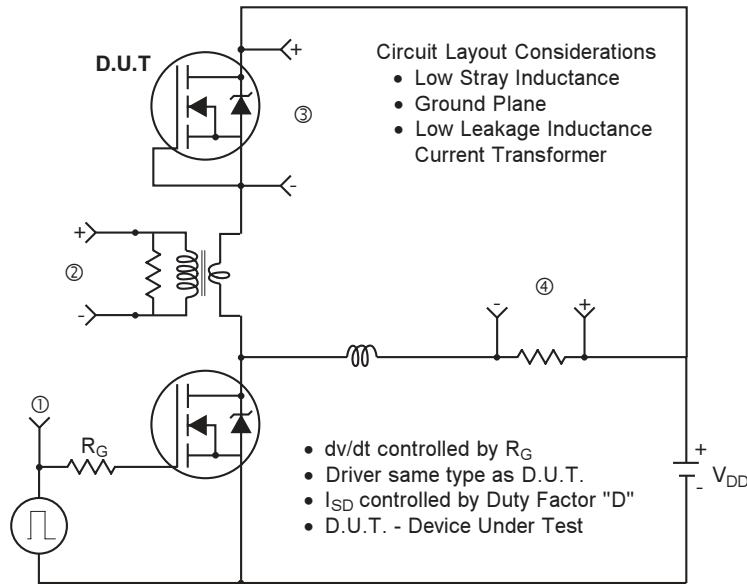 D.U.T
+
-
③
Circuit Layout Considerations
• Low Stray Inductance
• Ground Plane
• Low Leakage Inductance
Current Transformer
+
②
-
-
④
+
①
R_G
• dv/dt controlled by R_G
• Driver same type as D.U.T.
• I_SD controlled by Duty Factor "D"
• D.U.T. - Device Under Test
+
V_DD
-